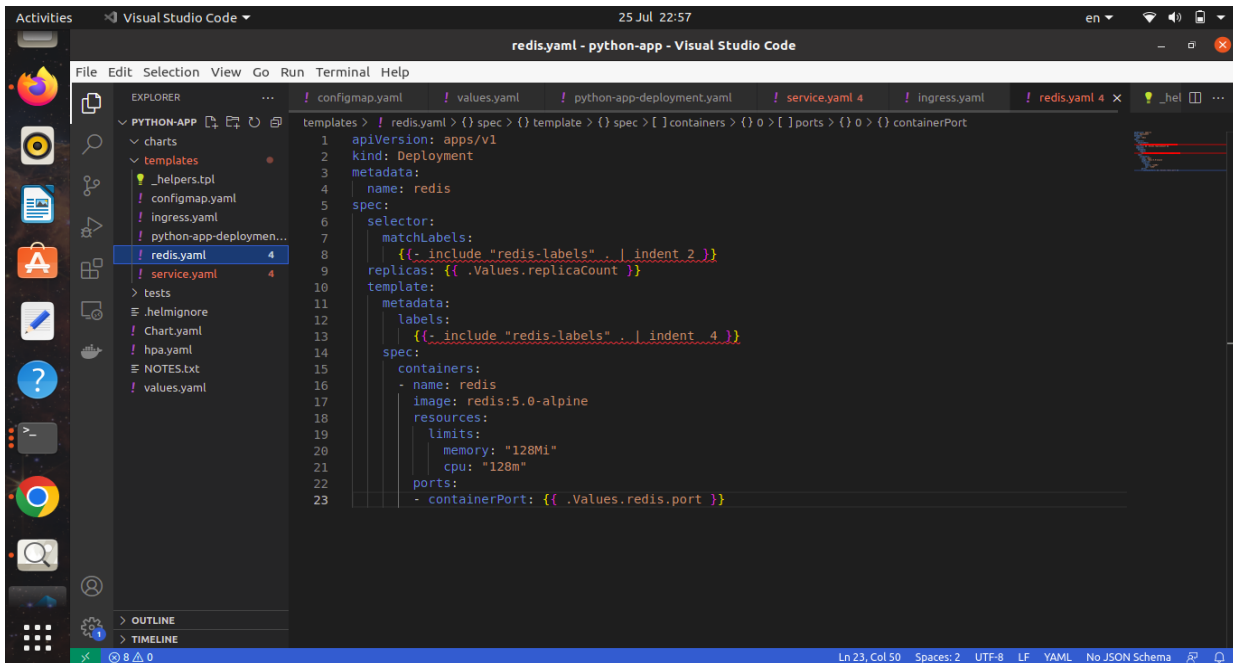 Activities
Visual Studio Code
25 Jul 22:57
en
redis.yaml - python-app - Visual Studio Code
File Edit Selection View Go Run Terminal Help
EXPLORER
PYTHON-APP
charts
templates
_helpers.tpl
! configmap.yaml
! ingress.yaml
! python-app-deploymen...
! redis.yaml 4
! service.yaml 4
tests
.helmignore
! Chart.yaml
! hpa.yaml
NOTES.txt
! values.yaml
OUTLINE
TIMELINE
! configmap.yaml ! values.yaml ! python-app-deployment.yaml ! service.yaml 4 ! ingress.yaml ! redis.yaml 4 × _hel
templates > ! redis.yaml > {} spec > {} template > {} spec > [ ] containers > {} 0 > [ ] ports > {} 0 > {} containerPort
1 apiVersion: apps/v1
2 kind: Deployment
3 metadata:
4   name: redis
5 spec:
6   selector:
7     matchLabels:
8       {{- include "redis-labels" . | indent 2 }}
9   replicas: {{ .Values.replicaCount }}
10   template:
11     metadata:
12       labels:
13         {{- include "redis-labels" . | indent  4 }}
14     spec:
15       containers:
16       - name: redis
17         image: redis:5.0-alpine
18         resources:
19           limits:
20             memory: "128Mi"
21             cpu: "128m"
22         ports:
23         - containerPort: {{ .Values.redis.port }}
1
8 0
Ln 23, Col 50 Spaces: 2 UTF-8 LF YAML No JSON Schema